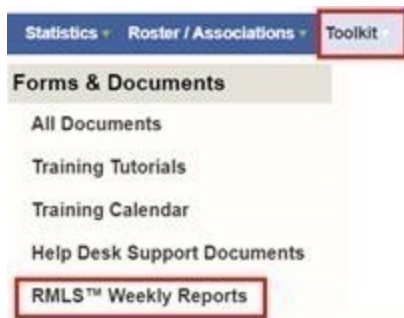 Statistics Roster / Associations Toolkit
Forms & Documents
All Documents
Training Tutorials
Training Calendar
Help Desk Support Documents
RMLS™ Weekly Reports